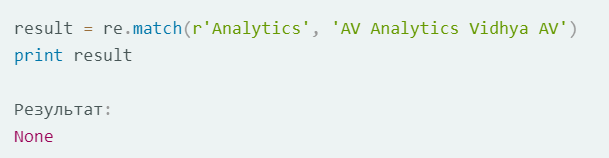 result = re.match(r'Analytics', 'AV Analytics Vidhya AV')
print result
Результат:
None